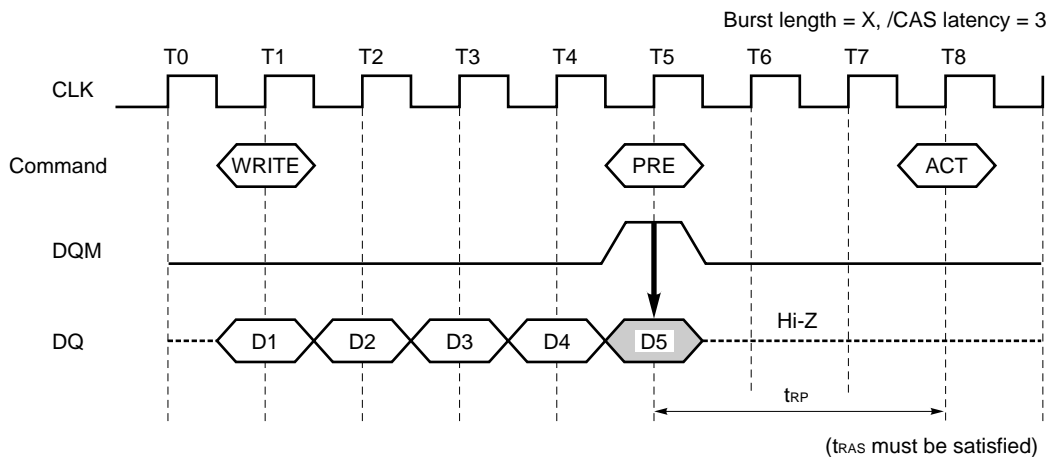 Burst length = X, /CAS latency = 3
T0 T1 T2 T3 T4 T5 T6 T7 T8
CLK
Command WRITE PRE ACT
DQM
DQ D1 D2 D3 D4 D5 Hi-Z
tRP
(tRAS must be satisfied)